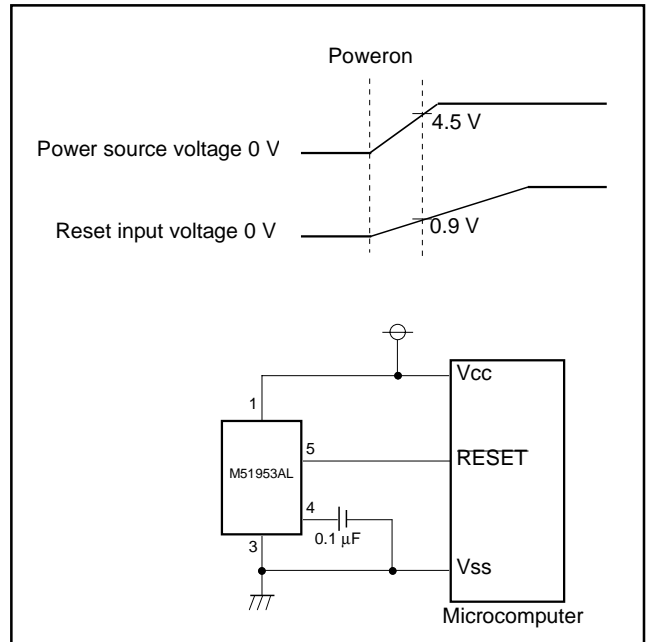 Poweron
4.5 V
Power source voltage 0 V
0.9 V
Reset input voltage 0 V
Vcc
1
5
RESET
M51953AL
4
0.1 μF
3
Vss
Microcomputer